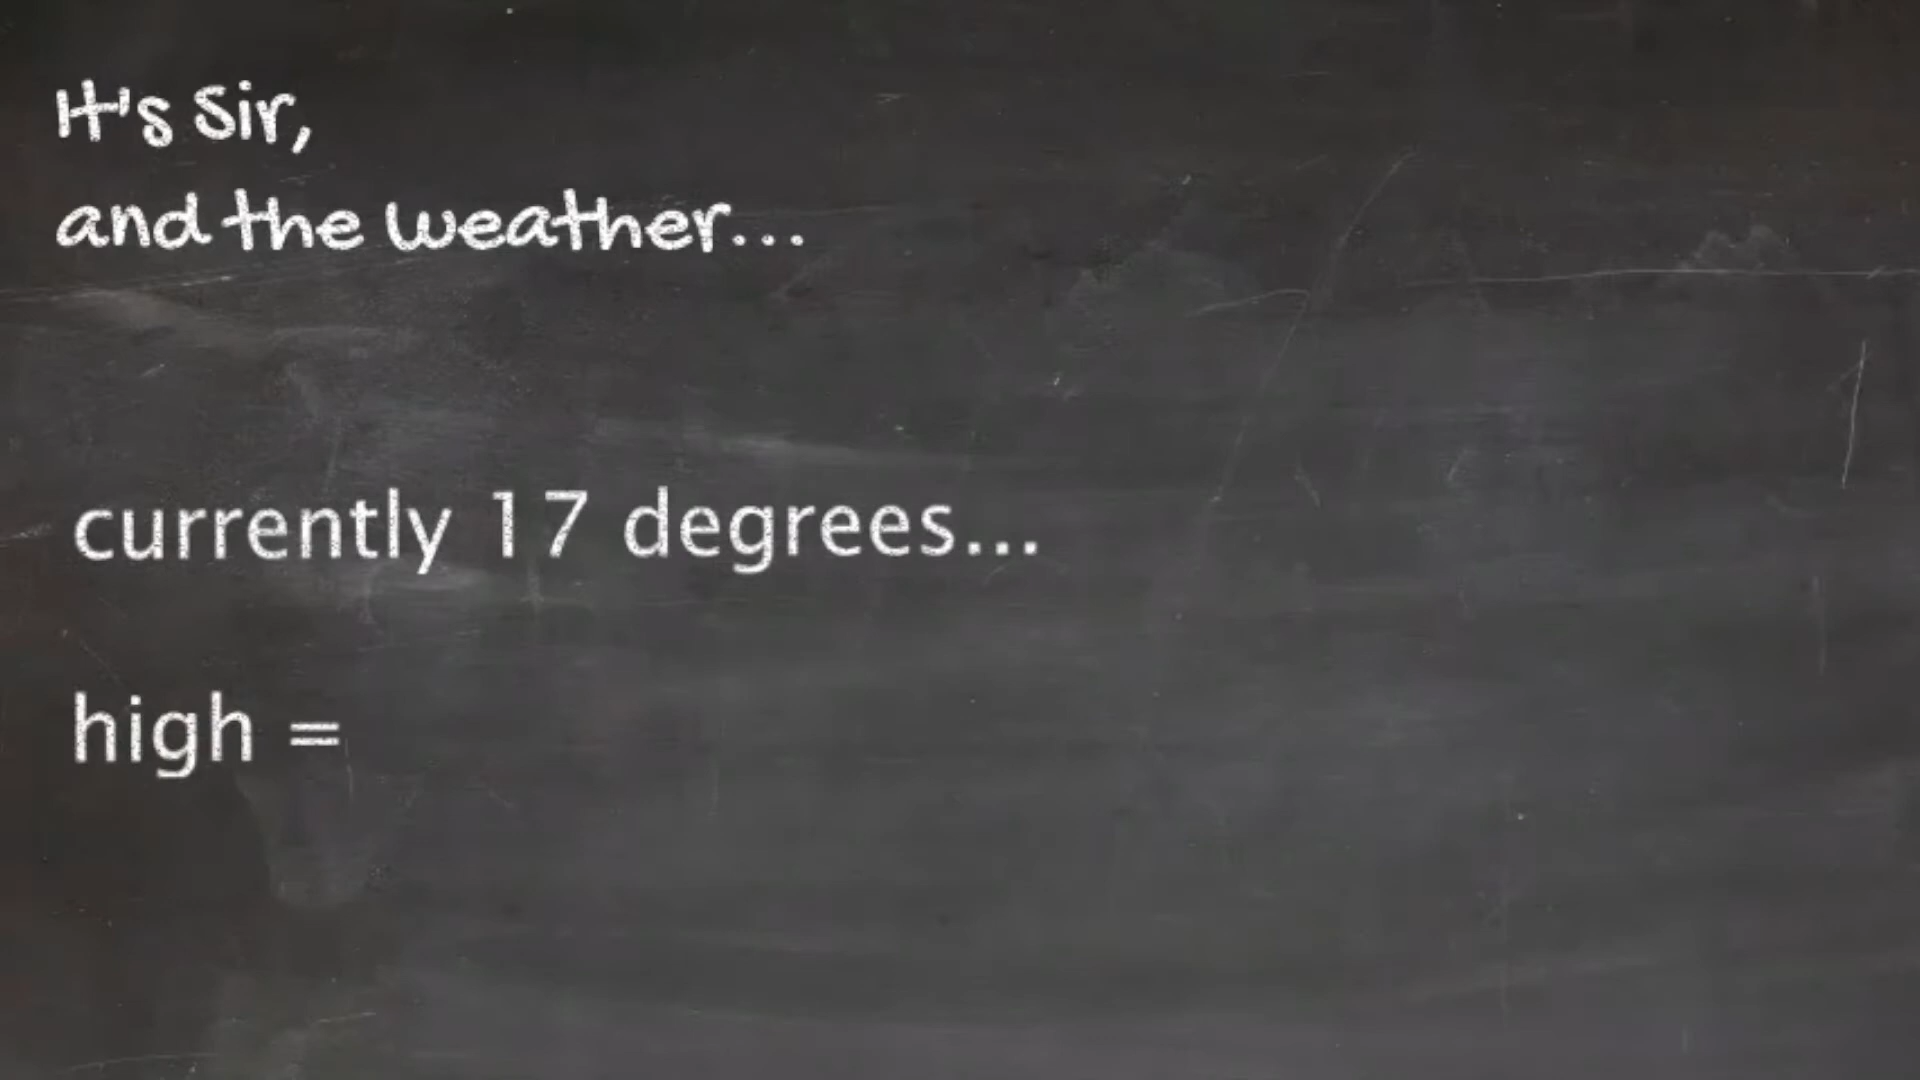 It's Sir,
and the weather...
currently 17 degrees...
high =